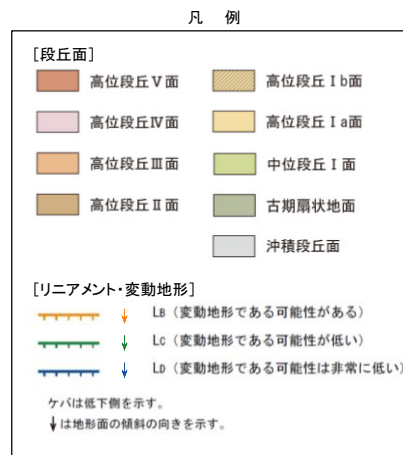 凡 例
[段丘面]
高位段丘Ⅴ面 高位段丘Ⅰb面
高位段丘Ⅳ面 高位段丘Ⅰa面
高位段丘Ⅲ面 中位段丘Ⅰ面
高位段丘Ⅱ面 古期扇状地面
沖積段丘面
[リニアメント・変動地形]
LB (変動地形である可能性がある)
LC (変動地形である可能性が低い)
LD (変動地形である可能性は非常に低い)
ケバは低下側を示す。
↓は地形面の傾斜の向きを示す。